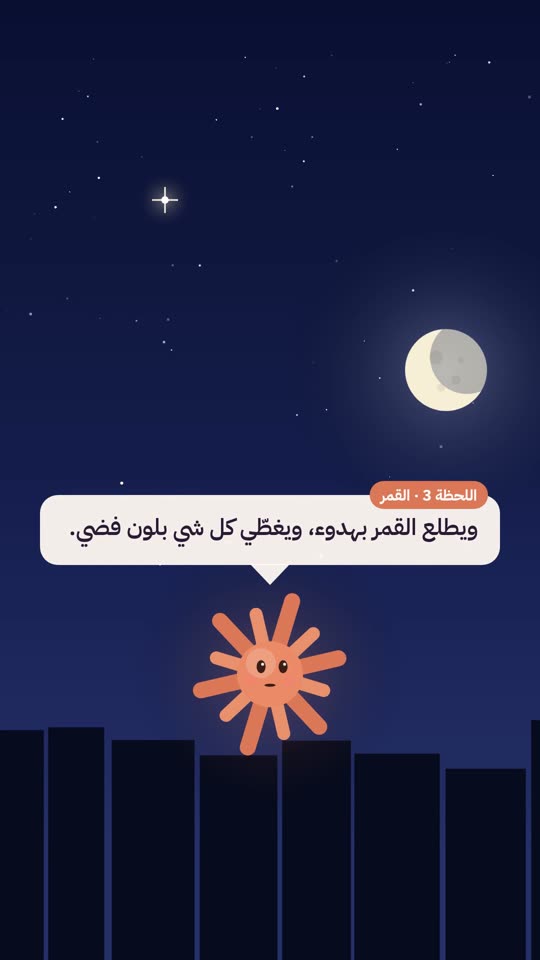 اللحظة 3 · القمر
ويطلع القمر بهدوء، ويغطّي كل شي بلون فضي.